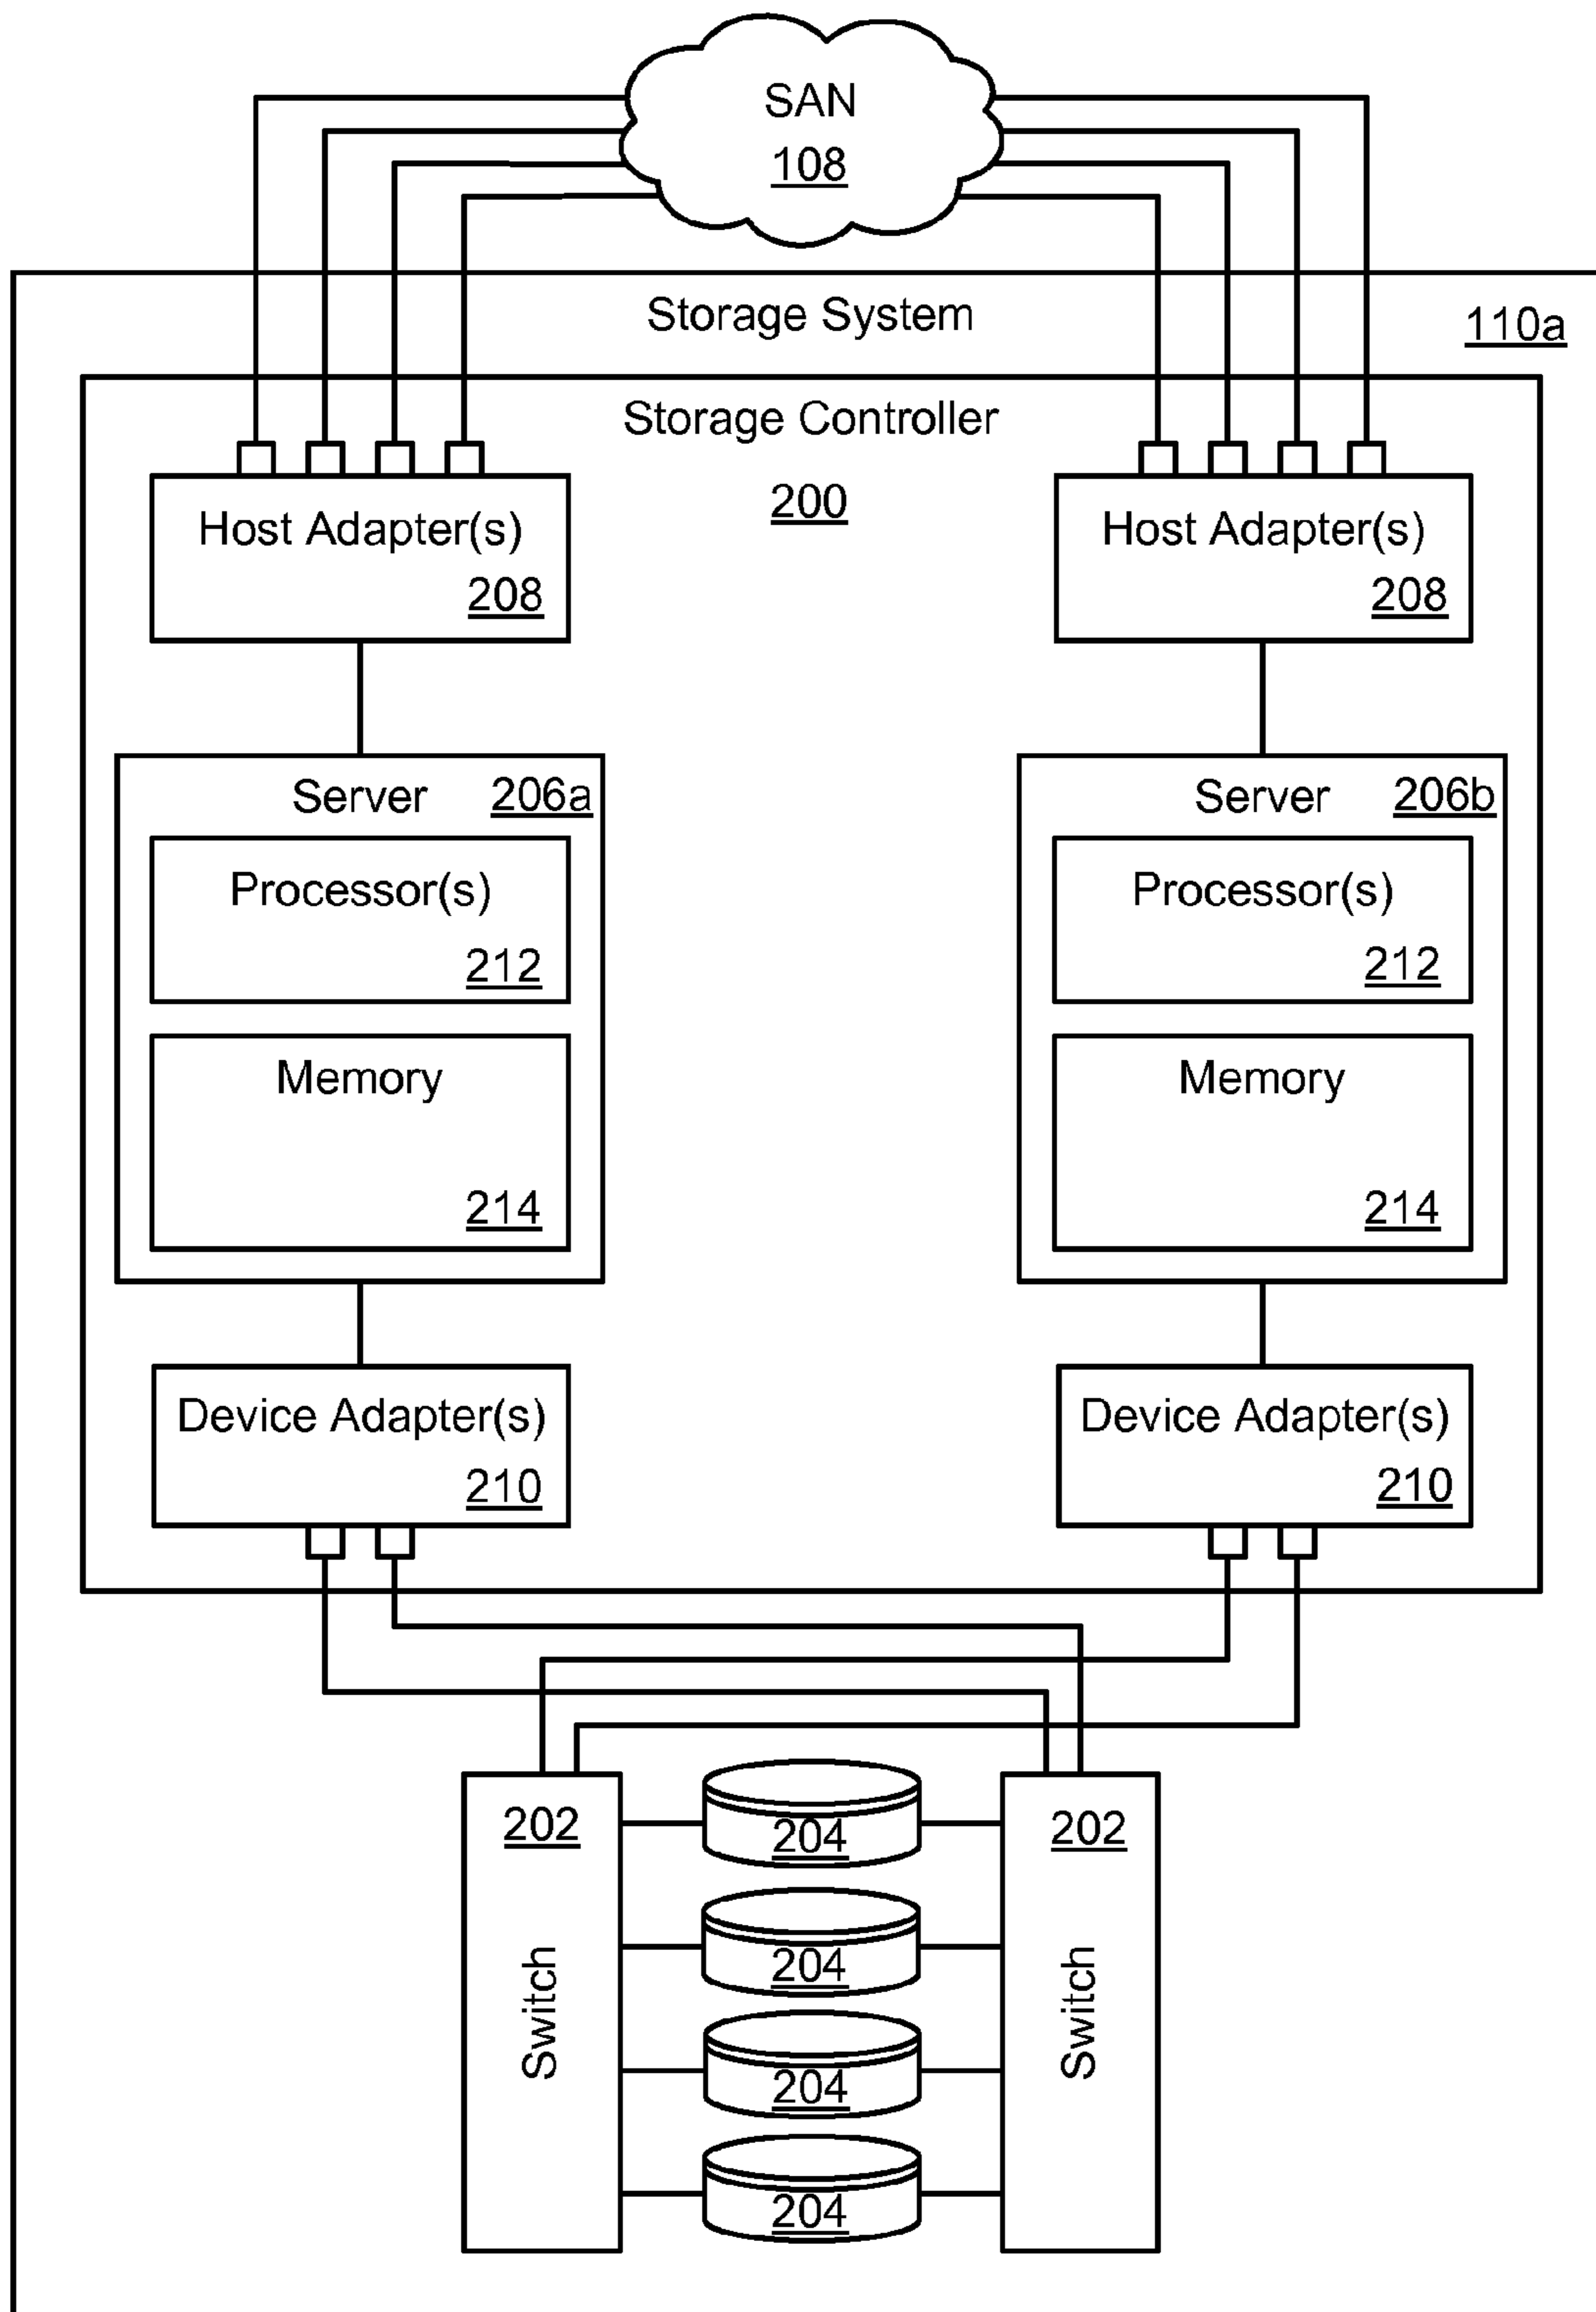 SAN
108
Storage System
110a
Storage Controller
200
Host Adapter(s)
208
Host Adapter(s)
208
Server 206a
Processor(s)
212
Memory
214
Server 206b
Processor(s)
212
Memory
214
Device Adapter(s)
210
Device Adapter(s)
210
202
Switch
204
204
204
204
202
Switch